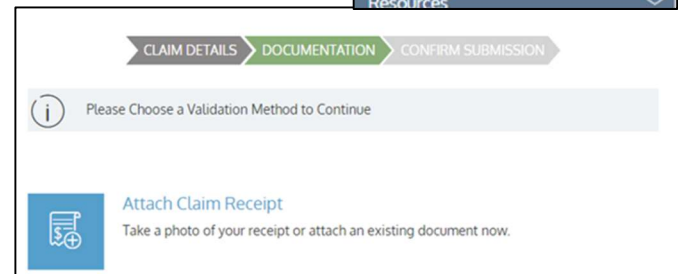 Resources
CLAIM DETAILS DOCUMENTATION CONFIRM SUBMISSION
i Please Choose a Validation Method to Continue
Attach Claim Receipt
$ Take a photo of your receipt or attach an existing document now.